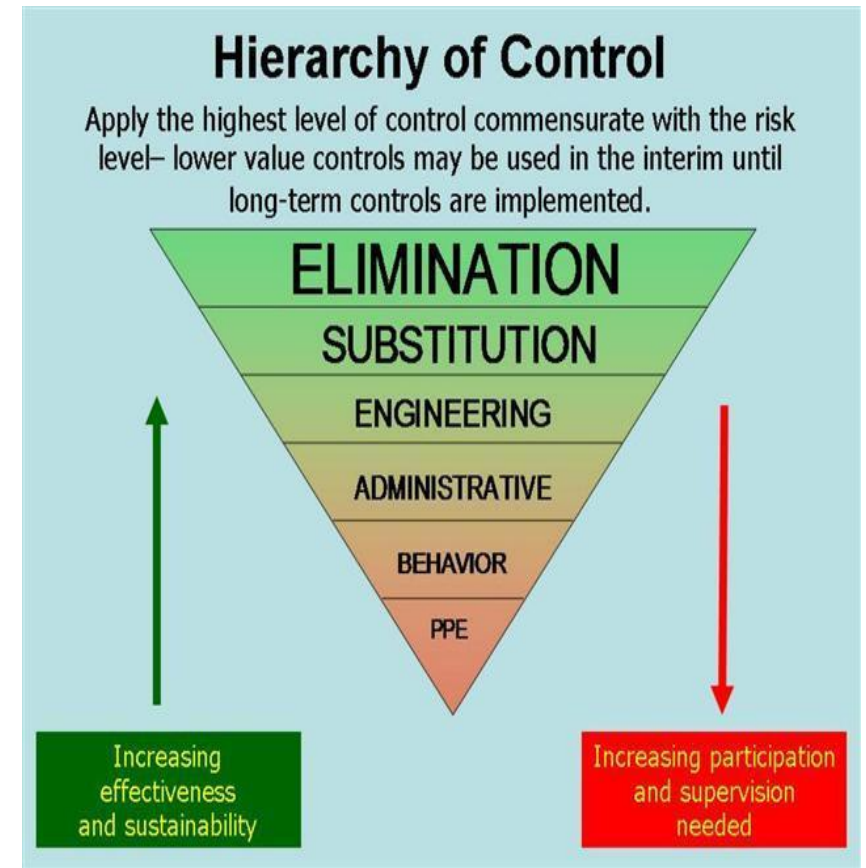 Hierarchy of Control
Apply the highest level of control commensurate with the risk
level– lower value controls may be used in the interim until
long-term controls are implemented.
ELIMINATION
SUBSTITUTION
ENGINEERING
ADMINISTRATIVE
BEHAVIOR
PPE
Increasing
effectiveness
and sustainability
Increasing participation
and supervision
needed